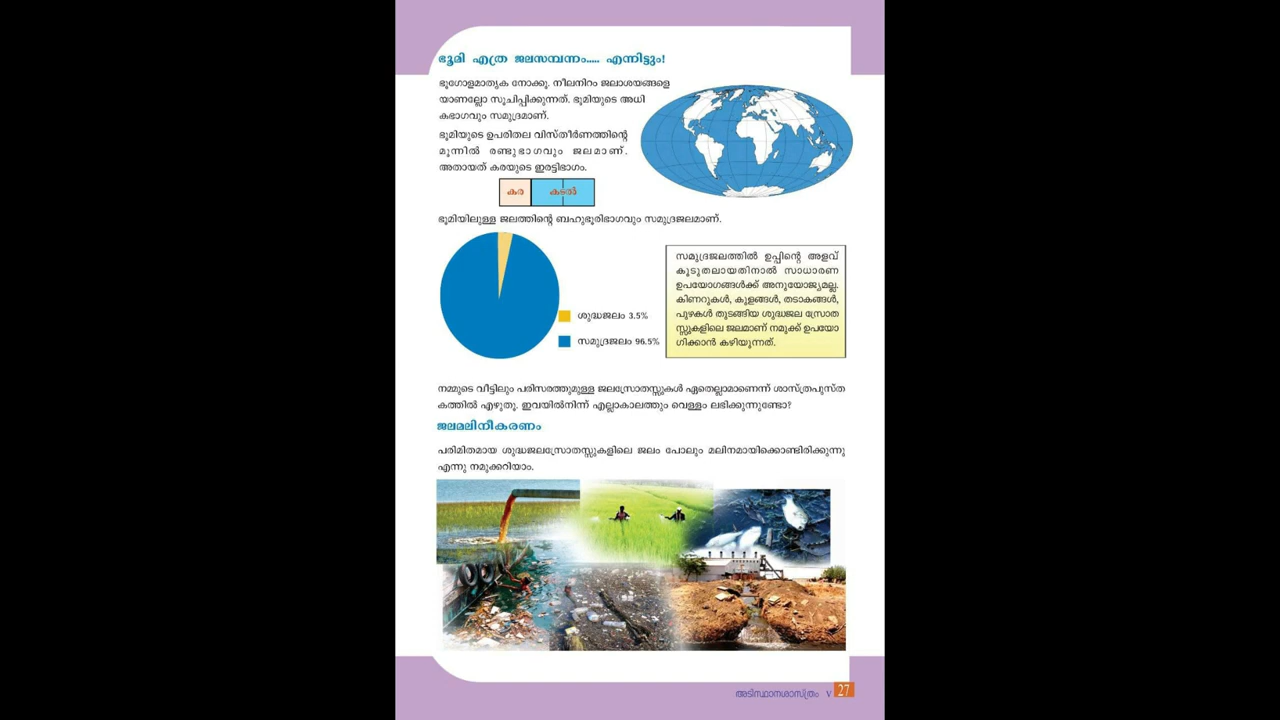 ഭൂമി എത്ര ജലസമ്പന്നം..... എന്നിട്ടും!
ഭൂഗോളമാതൃക നോക്കൂ. നീലനിറം ജലാശയങ്ങളെ
യാണല്ലോ സൂചിപ്പിക്കുന്നത്. ഭൂമിയുടെ അധി
കഭാഗവും സമുദ്രമാണ്.
ഭൂമിയുടെ ഉപരിതല വിസ്തീർണത്തിന്റെ
മൂന്നിൽ രണ്ടുഭാഗവും ജലമാണ്.
അതായത് കരയുടെ ഇരട്ടിഭാഗം.
കര കടൽ
ഭൂമിയിലുള്ള ജലത്തിന്റെ ബഹുഭൂരിഭാഗവും സമുദ്രജലമാണ്.
ശുദ്ധജലം 3.5%
സമുദ്രജലം 96.5%
സമുദ്രജലത്തിൽ ഉപ്പിന്റെ അളവ്
കൂടുതലായതിനാൽ സാധാരണ
ഉപയോഗങ്ങൾക്ക് അനുയോജ്യമല്ല.
കിണറുകൾ, കുളങ്ങൾ, തടാകങ്ങൾ,
പുഴകൾ തുടങ്ങിയ ശുദ്ധജല സ്രോത
സ്സുകളിലെ ജലമാണ് നമുക്ക് ഉപയോ
ഗിക്കാൻ കഴിയുന്നത്.
നമ്മുടെ വീട്ടിലും പരിസരത്തുമുള്ള ജലസ്രോതസ്സുകൾ ഏതെല്ലാമാണെന്ന് ശാസ്ത്രപുസ്ത
കത്തിൽ എഴുതൂ. ഇവയിൽനിന്ന് എല്ലാകാലത്തും വെള്ളം ലഭിക്കുന്നുണ്ടോ?
ജലമലിനീകരണം
പരിമിതമായ ശുദ്ധജലസ്രോതസ്സുകളിലെ ജലം പോലും മലിനമായിക്കൊണ്ടിരിക്കുന്നു
എന്നു നമുക്കറിയാം.
അടിസ്ഥാനശാസ്ത്രം V 27